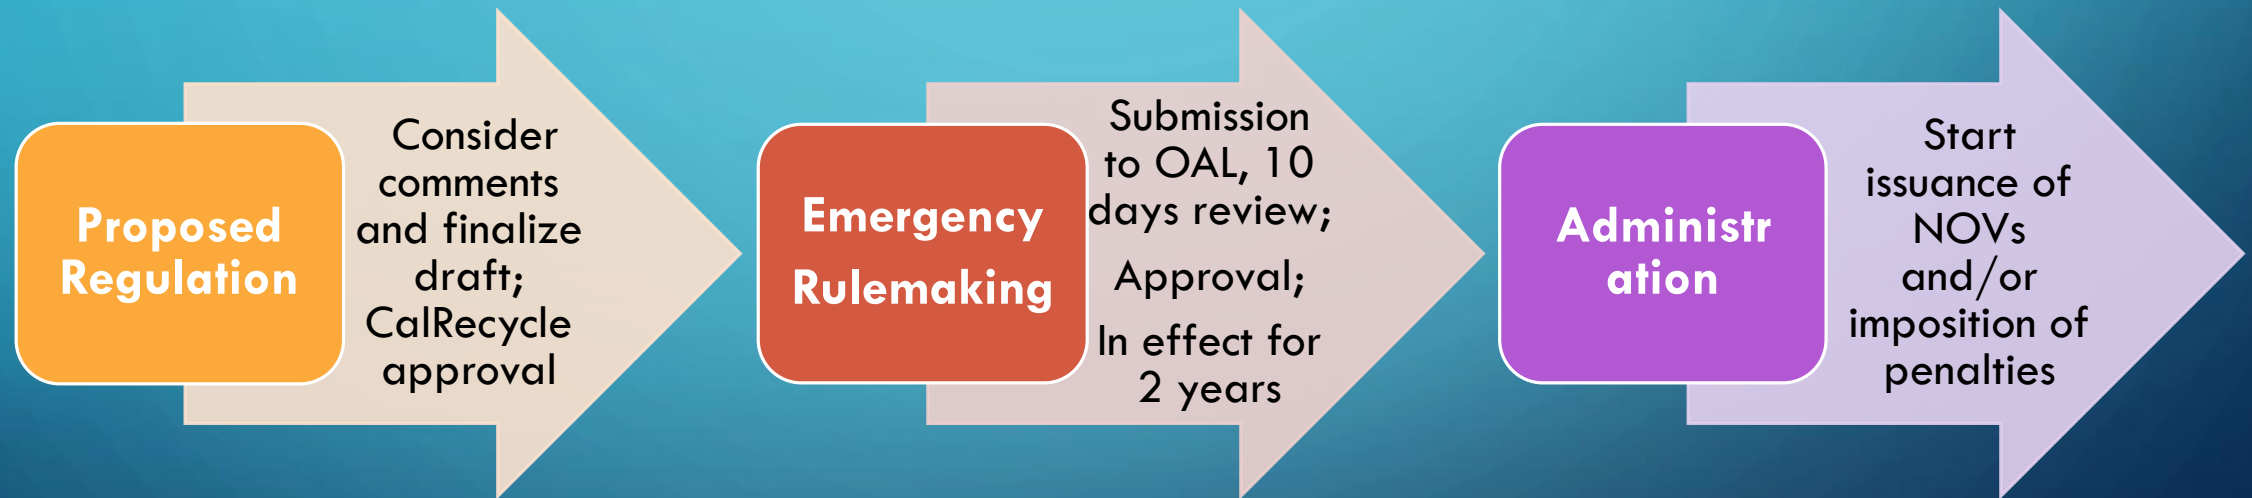 Proposed
Regulation
Consider
comments
and finalize
draft;
CalRecycle
approval
Emergency
Rulemaking
Submission
to OAL, 10
days review;
Approval;
In effect for
2 years
Administr
ation
Start
issuance of
NOVs
and/or
imposition of
penalties